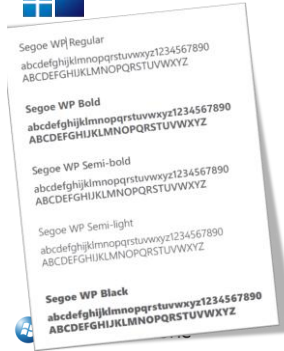 Segoe WP Regular
abcdefghijklmnopqrstuvwxyz1234567890
ABCDEFGHIJKLMNOPQRSTUVWXYZ
Segoe WP Bold
abcdefghijklmnopqrstuvwxyz1234567890
ABCDEFGHIJKLMNOPQRSTUVWXYZ
Segoe WP Semi-bold
abcdefghijklmnopqrstuvwxyz1234567890
ABCDEFGHIJKLMNOPQRSTUVWXYZ
Segoe WP Semi-light
abcdefghijklmnopqrstuvwxyz1234567890
ABCDEFGHIJKLMNOPQRSTUVWXYZ
Segoe WP Black
abcdefghijklmnopqrstuvwxyz1234567890
ABCDEFGHIJKLMNOPQRSTUVWXYZ